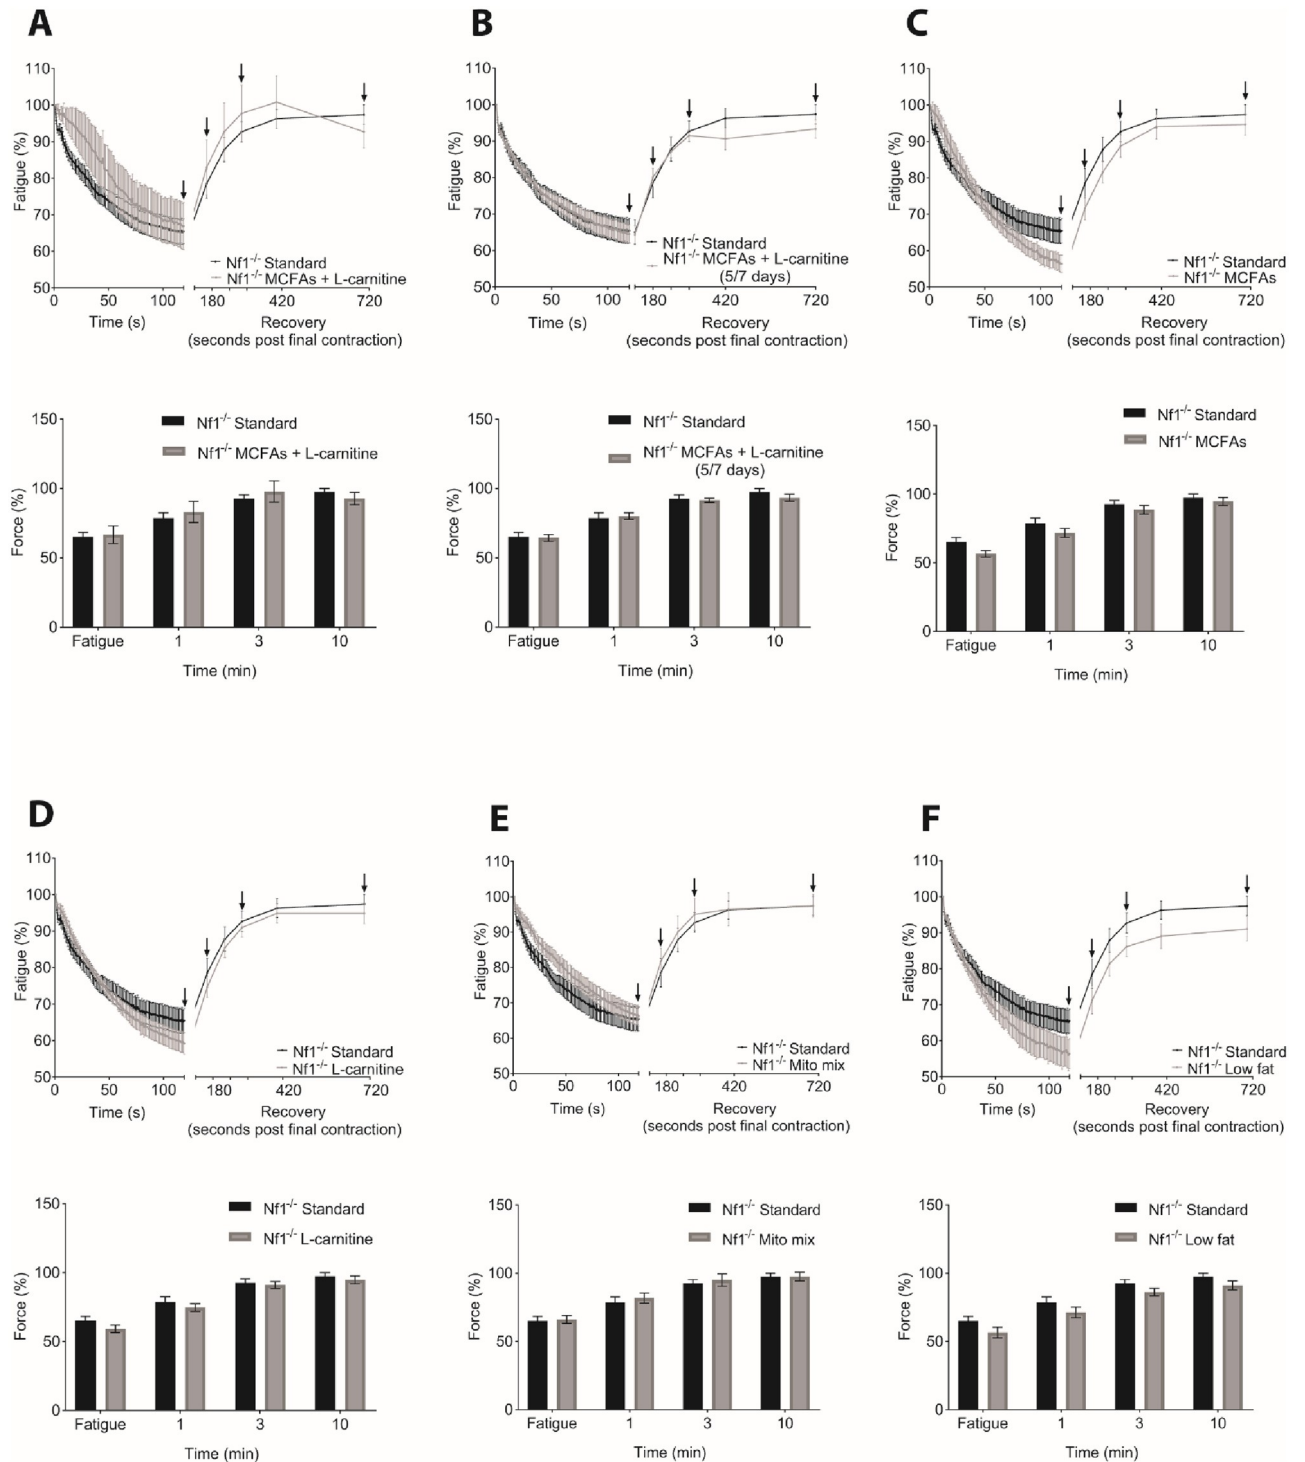 A
110
100
90
80
70
60
50
Fatigue (%)
0 50 100
180 420 720
Time (s)
Recovery
(seconds post final contraction)
Nf1-/- Standard
Nf1-/- MCFAs + L-carnitine
B
110
100
90
80
70
60
50
Fatigue (%)
0 50 100
180 420 720
Time (s)
Recovery
(seconds post final contraction)
Nf1-/- Standard
Nf1-/- MCFAs + L-carnitine
(5/7 days)
C
110
100
90
80
70
60
50
Fatigue (%)
0 50 100
180 420 720
Time (s)
Recovery
(seconds post final contraction)
Nf1-/- Standard
Nf1-/- MCFAs
150
100
50
0
Force (%)
Nf1-/- Standard
Nf1-/- MCFAs + L-carnitine
Fatigue 1 3 10
Time (min)
150
100
50
0
Force (%)
Nf1-/- Standard
Nf1-/- MCFAs + L-carnitine
(5/7 days)
Fatigue 1 3 10
Time (min)
150
100
50
0
Force (%)
Nf1-/- Standard
Nf1-/- MCFAs
Fatigue 1 3 10
Time (min)
D
110
100
90
80
70
60
50
Fatigue (%)
0 50 100
180 420 720
Time (s)
Recovery
(seconds post final contraction)
Nf1-/- Standard
Nf1-/- L-carnitine
E
110
100
90
80
70
60
50
Fatigue (%)
0 50 100
180 420 720
Time (s)
Recovery
(seconds post final contraction)
Nf1-/- Standard
Nf1-/- Mito mix
F
110
100
90
80
70
60
50
Fatigue (%)
0 50 100
180 420 720
Time (s)
Recovery
(seconds post final contraction)
Nf1-/- Standard
Nf1-/- Low fat
150
100
50
0
Force (%)
Nf1-/- Standard
Nf1-/- L-carnitine
Fatigue 1 3 10
Time (min)
150
100
50
0
Force (%)
Nf1-/- Standard
Nf1-/- Mito mix
Fatigue 1 3 10
Time (min)
150
100
50
0
Force (%)
Nf1-/- Standard
Nf1-/- Low fat
Fatigue 1 3 10
Time (min)